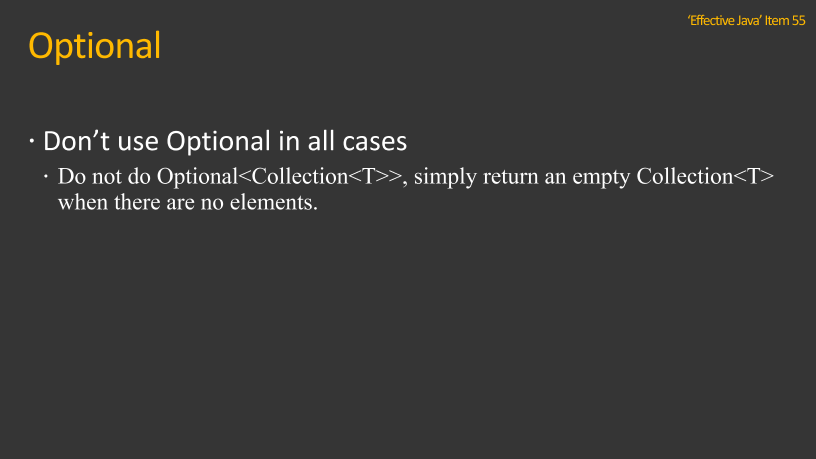 ‘Effective Java’ Item 55
Optional
· Don’t use Optional in all cases
· Do not do Optional<Collection<T>>, simply return an empty Collection<T>
when there are no elements.